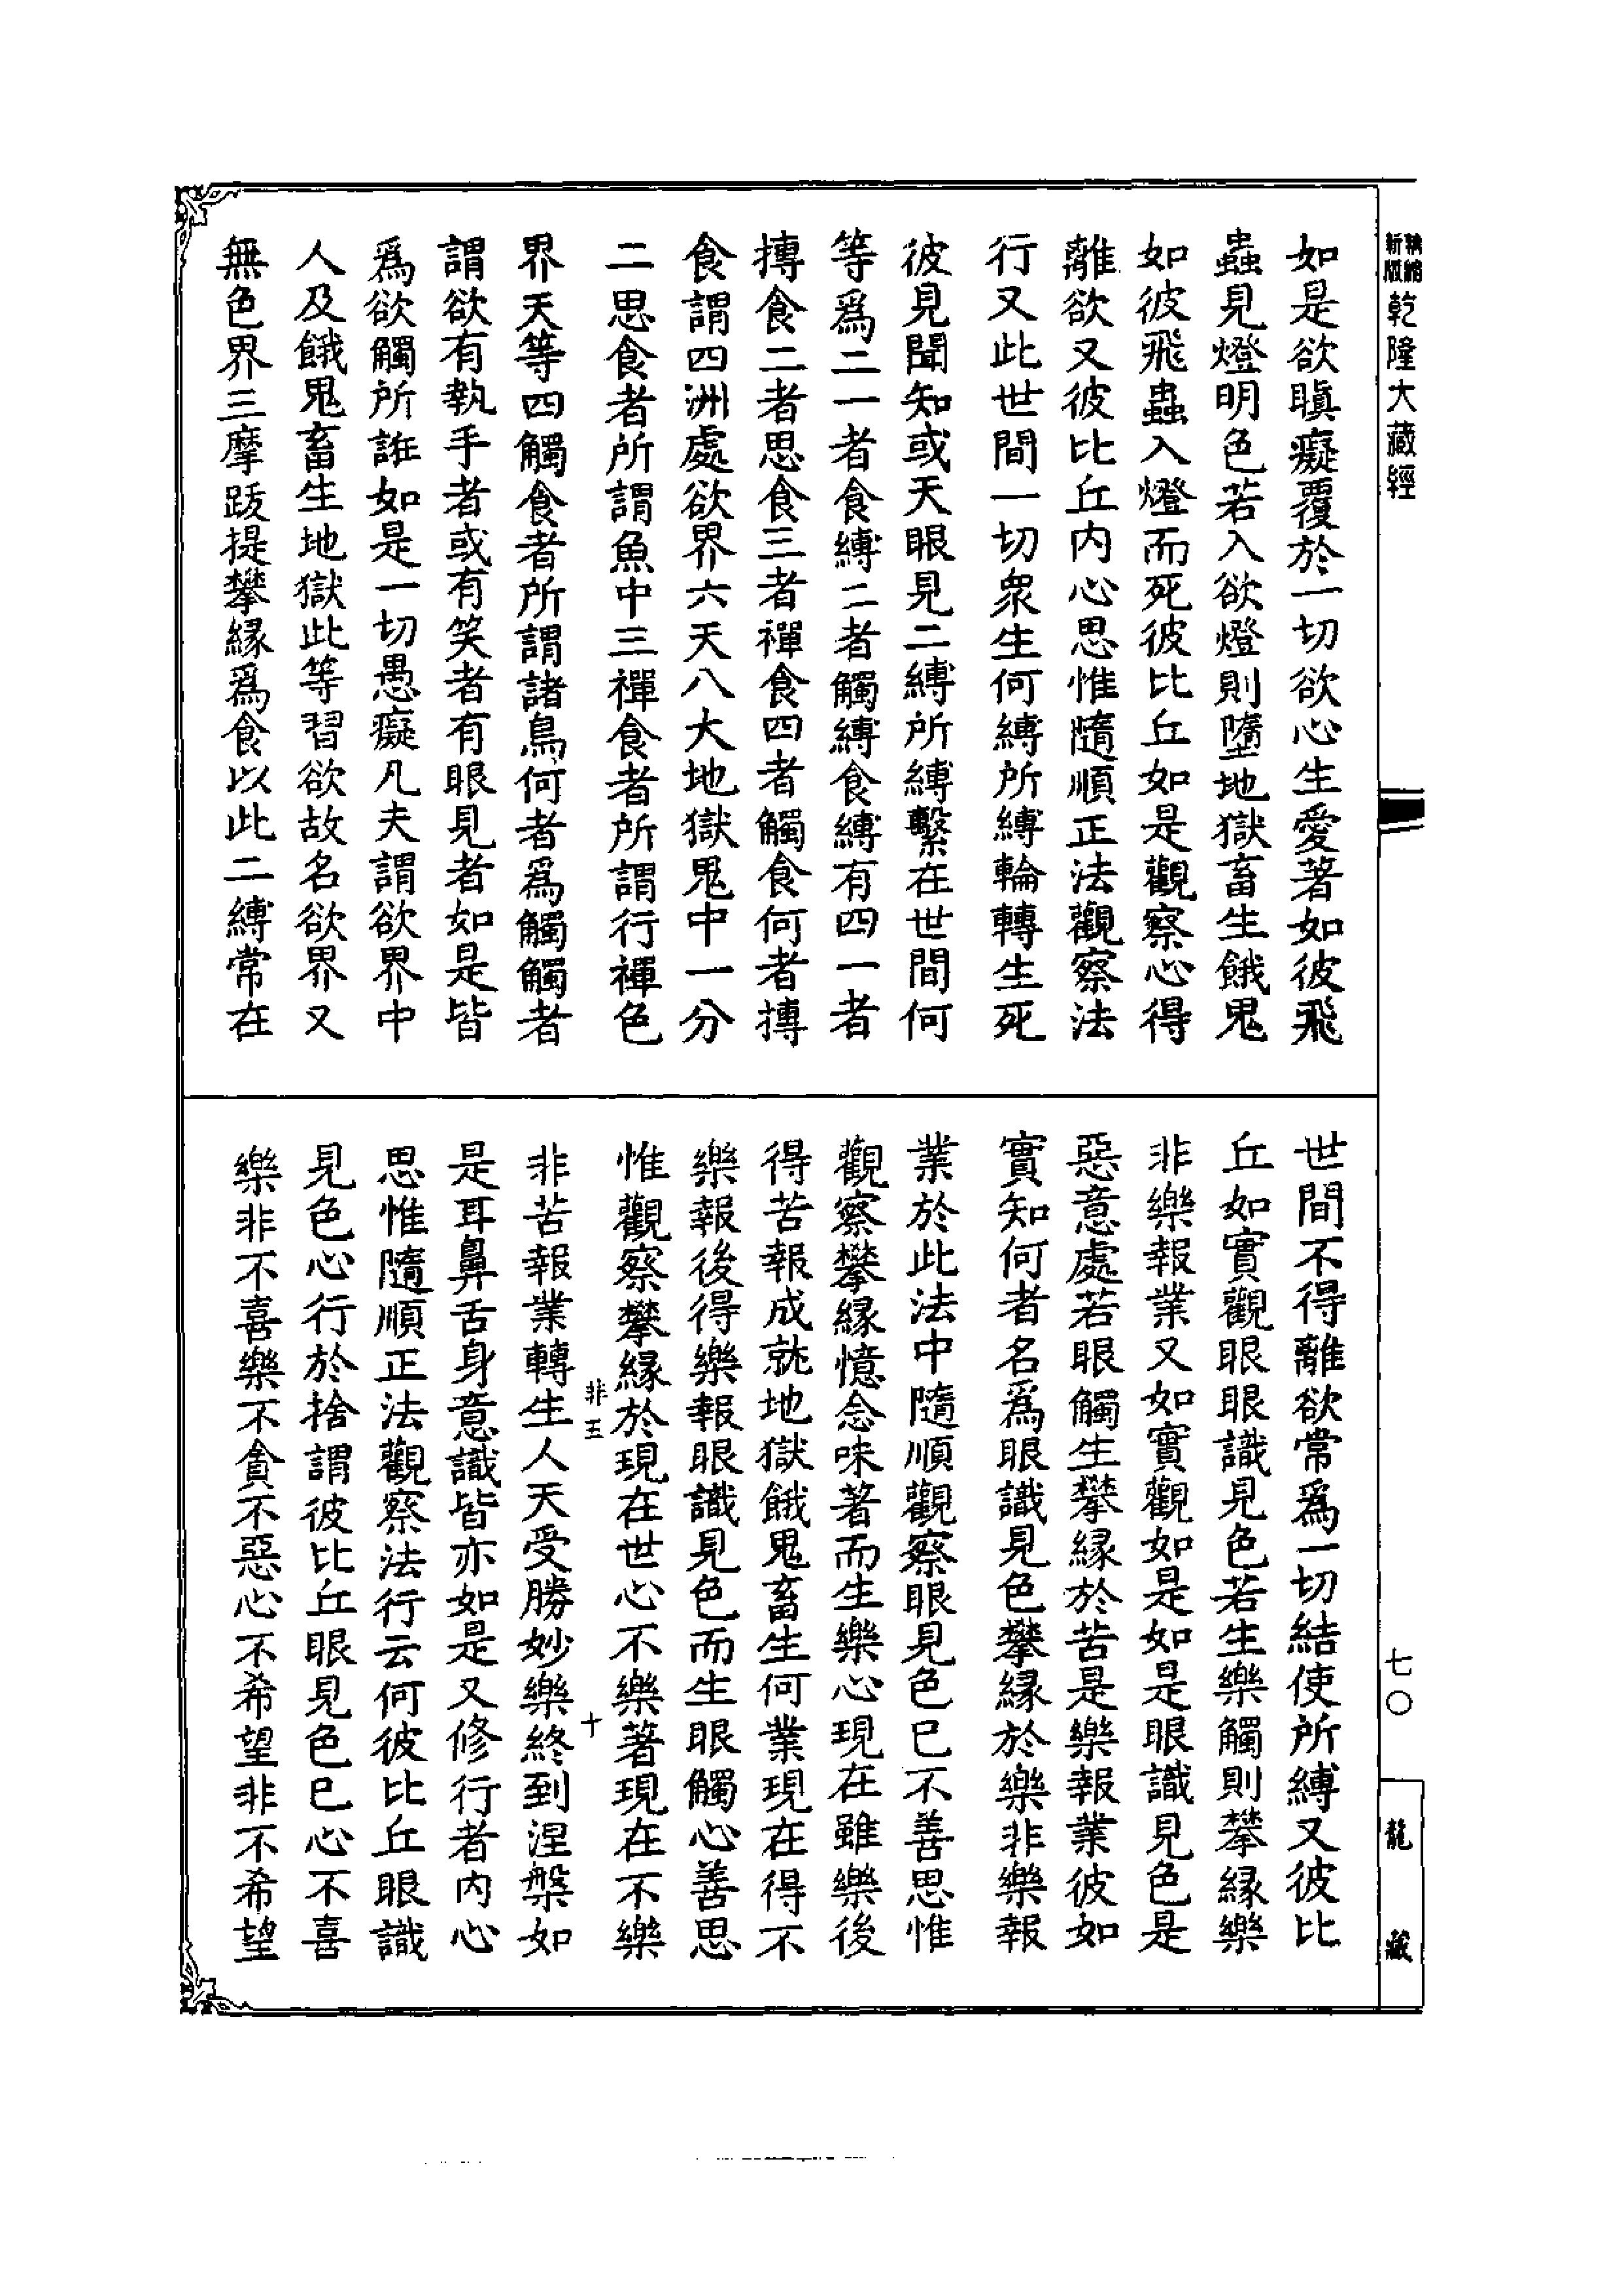 精縮新版乾隆大藏經
如是欲瞋癡覆於一切欲心生愛著如彼飛
蟲見燈明色若入欲燈則墮地獄畜生餓鬼
如彼飛蟲入燈而死彼比丘如是觀察心得
離欲又彼比丘內心思惟隨順正法觀察法
行又此世間一切眾生何縛所縛輪轉生死
彼見聞知或天眼見二縛所縛繫在世間何
等為二一者食縛二者觸縛食縛有四一者
摶食二者思食三者禪食四者觸食何者摶
食謂四洲處欲界六天八大地獄鬼中一分
二思食者所謂魚中三禪食者所謂行禪色
界天等四觸食者所謂諸鳥何者為觸觸者
謂欲有執手者或有笑者有眼見者如是皆
為欲觸所誑如是一切愚癡凡夫謂欲界中
人及餓鬼畜生地獄此等習欲故名欲界又
無色界三摩跋提攀緣為食以此二縛常在
世間不得離欲常為一切結使所縛又彼比
丘如實觀眼眼識見色若生樂觸則攀緣樂
非樂報業又如實觀如是如是眼識見色是
惡意處若眼觸生攀緣於苦是樂報業彼如
實知何者名為眼識見色攀緣於樂非樂報
業於此法中隨順觀察眼見色已不善思惟
觀察攀緣憶念味著而生樂心現在雖樂後
得苦報成就地獄餓鬼畜生何業現在得不
樂報後得樂報眼識見色而生眼觸心善思
惟觀察攀緣於現在世心不樂著現在不樂
非五
十
非苦報業轉生人天受勝妙樂終到涅槃如
是耳鼻舌身意識皆亦如是又修行者內心
思惟隨順正法觀察法行云何彼比丘眼識
見色心行於捨謂彼比丘眼見色已心不喜
樂非不喜樂不貪不惡心不希望非不希望
七〇
龍藏